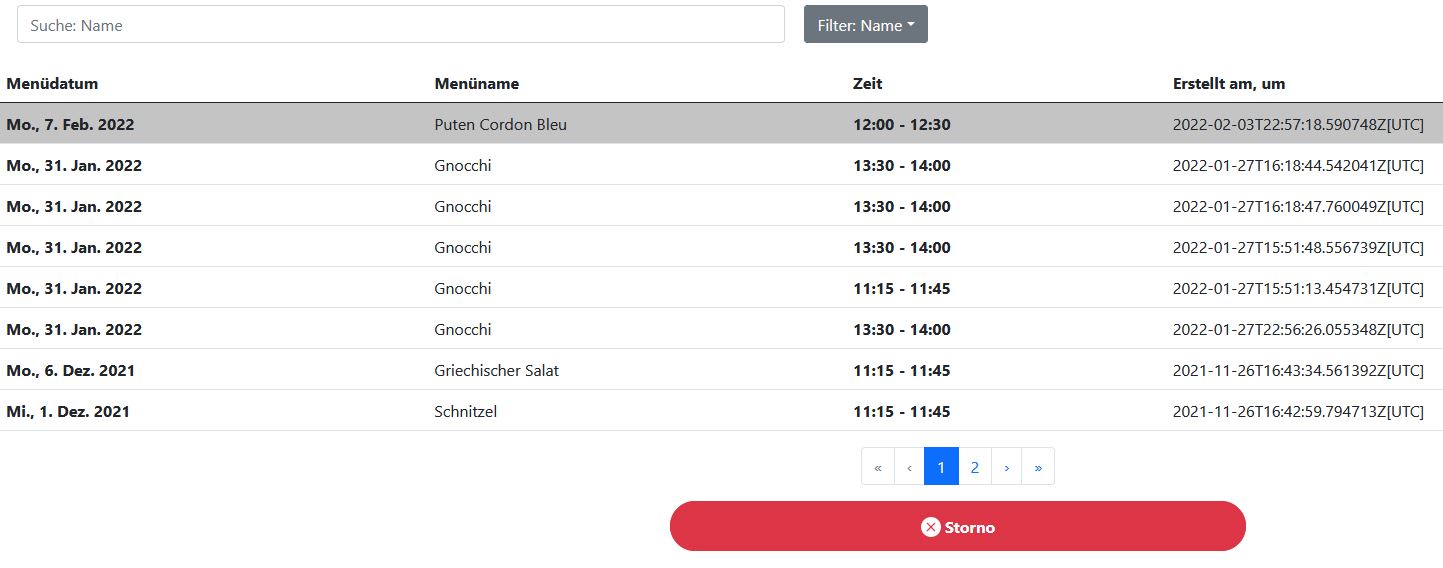 Suche: Name Filter: Name
Menüdatum Menüname Zeit Erstellt am, um
Mo., 7. Feb. 2022 Puten Cordon Bleu 12:00 - 12:30 2022-02-03T22:57:18.590748Z[UTC]
Mo., 31. Jan. 2022 Gnocchi 13:30 - 14:00 2022-01-27T16:18:44.542041Z[UTC]
Mo., 31. Jan. 2022 Gnocchi 13:30 - 14:00 2022-01-27T16:18:47.760049Z[UTC]
Mo., 31. Jan. 2022 Gnocchi 13:30 - 14:00 2022-01-27T15:51:48.556739Z[UTC]
Mo., 31. Jan. 2022 Gnocchi 11:15 - 11:45 2022-01-27T15:51:13.454731Z[UTC]
Mo., 31. Jan. 2022 Gnocchi 13:30 - 14:00 2022-01-27T22:56:26.055348Z[UTC]
Mo., 6. Dez. 2021 Griechischer Salat 11:15 - 11:45 2021-11-26T16:43:34.561392Z[UTC]
Mi., 1. Dez. 2021 Schnitzel 11:15 - 11:45 2021-11-26T16:42:59.794713Z[UTC]
« ‹ 1 2 › »
Storno